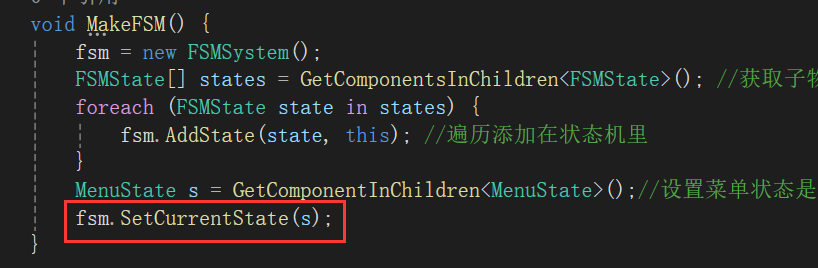 void MakeFSM() {
fsm = new FSMSystem();
FSMState[] states = GetComponentsInChildren<FSMState>(); //获取子物
foreach (FSMState state in states) {
fsm.AddState(state, this); //遍历添加在状态机里
}
MenuState s = GetComponentInChildren<MenuState>();//设置菜单状态是
fsm.SetCurrentState(s);
}